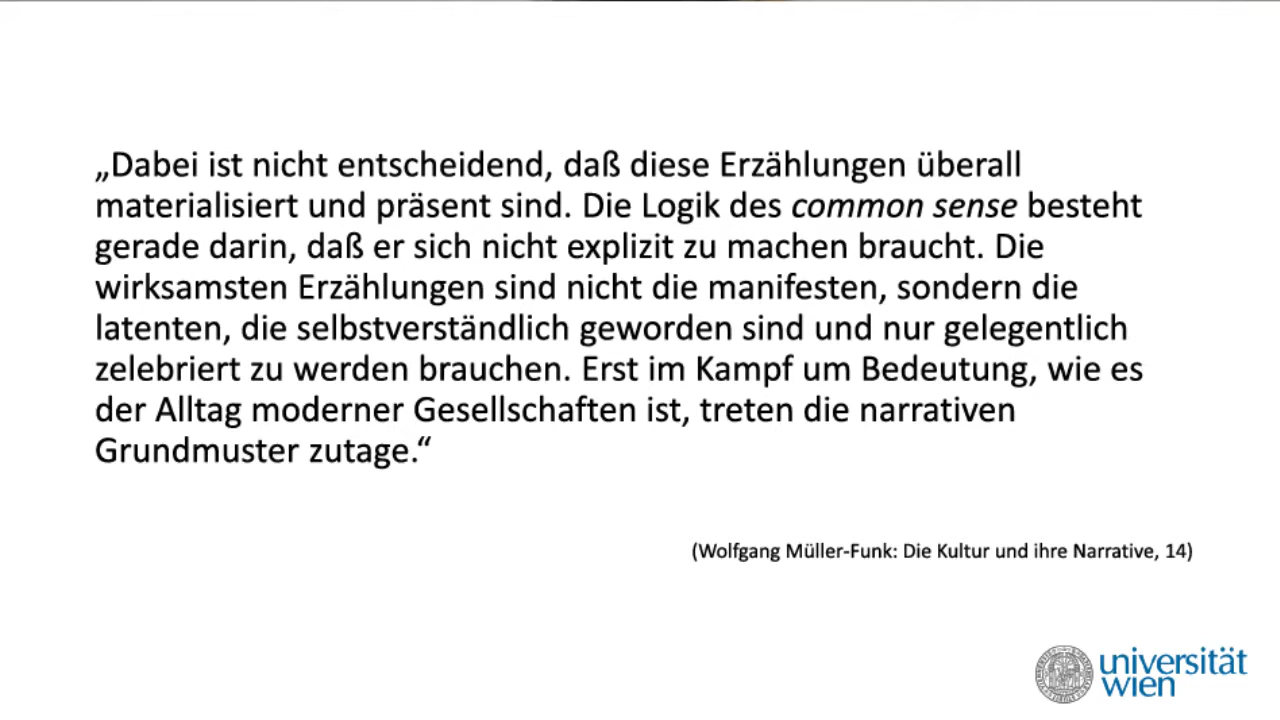 „Dabei ist nicht entscheidend, daß diese Erzählungen überall
materialisiert und präsent sind. Die Logik des common sense besteht
gerade darin, daß er sich nicht explizit zu machen braucht. Die
wirksamsten Erzählungen sind nicht die manifesten, sondern die
latenten, die selbstverständlich geworden sind und nur gelegentlich
zelebriert zu werden brauchen. Erst im Kampf um Bedeutung, wie es
der Alltag moderner Gesellschaften ist, treten die narrativen
Grundmuster zutage.“
(Wolfgang Müller-Funk: Die Kultur und ihre Narrative, 14)
universität
wien